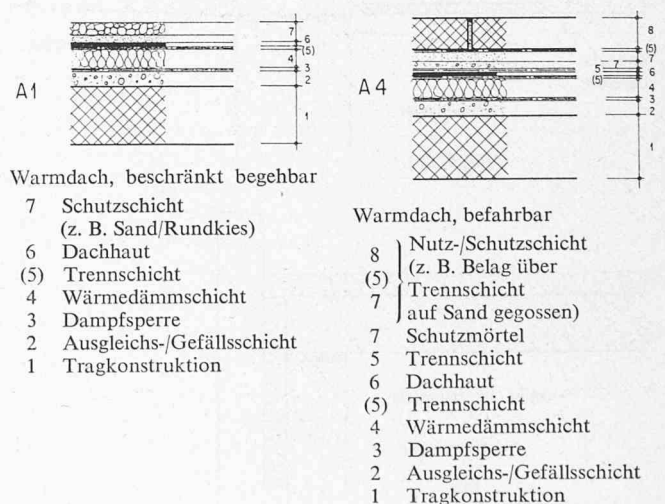 A1
7
6
(5)
4
3
2
1
Warmdach, beschränkt begehbar
7 Schutzschicht
(z. B. Sand/Rundkies)
6 Dachhaut
(5) Trennschicht
4 Wärmedämmschicht
3 Dampfsperre
2 Ausgleichs-/Gefällsschicht
1 Tragkonstruktion
A4
8
(5)
7
5 7
6
(5)
4
3
2
1
Warmdach, befahrbar
8 Nutz-/Schutzschicht
(z. B. Belag über
(5) Trennschicht
7 auf Sand gegossen)
7 Schutzmörtel
5 Trennschicht
6 Dachhaut
(5) Trennschicht
4 Wärmedämmschicht
3 Dampfsperre
2 Ausgleichs-/Gefällsschicht
1 Tragkonstruktion